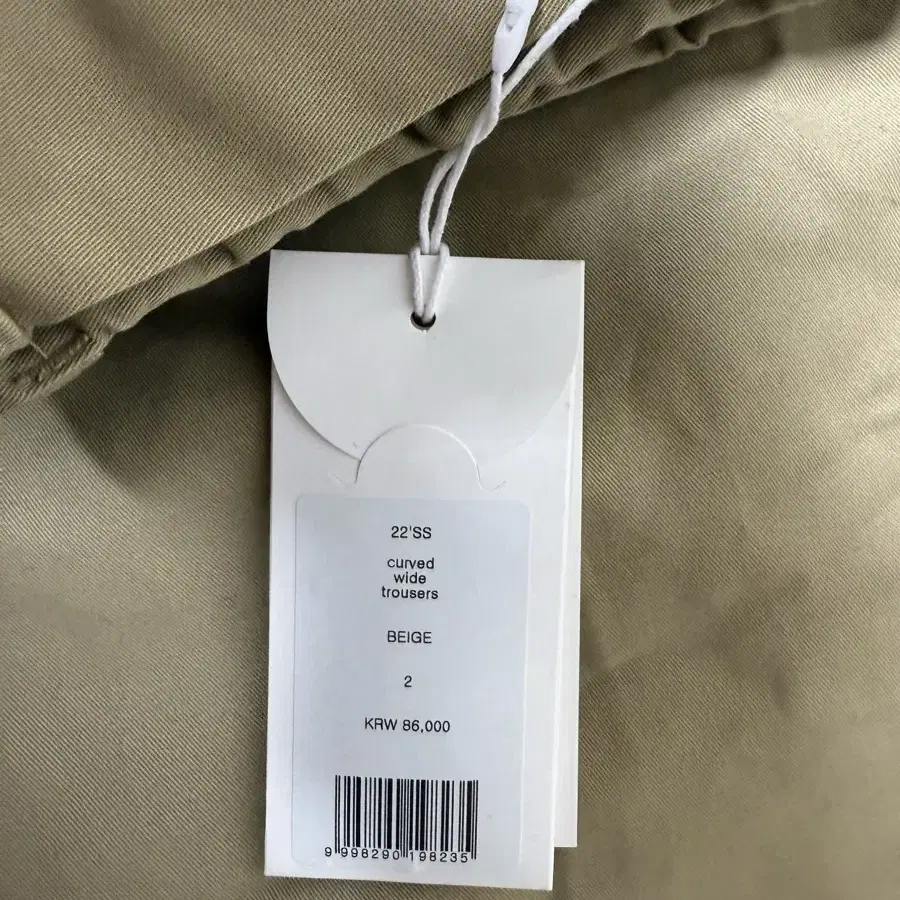 22'SS
curved
wide
trousers
BEIGE
2
KRW 86,000
9 998290 198235